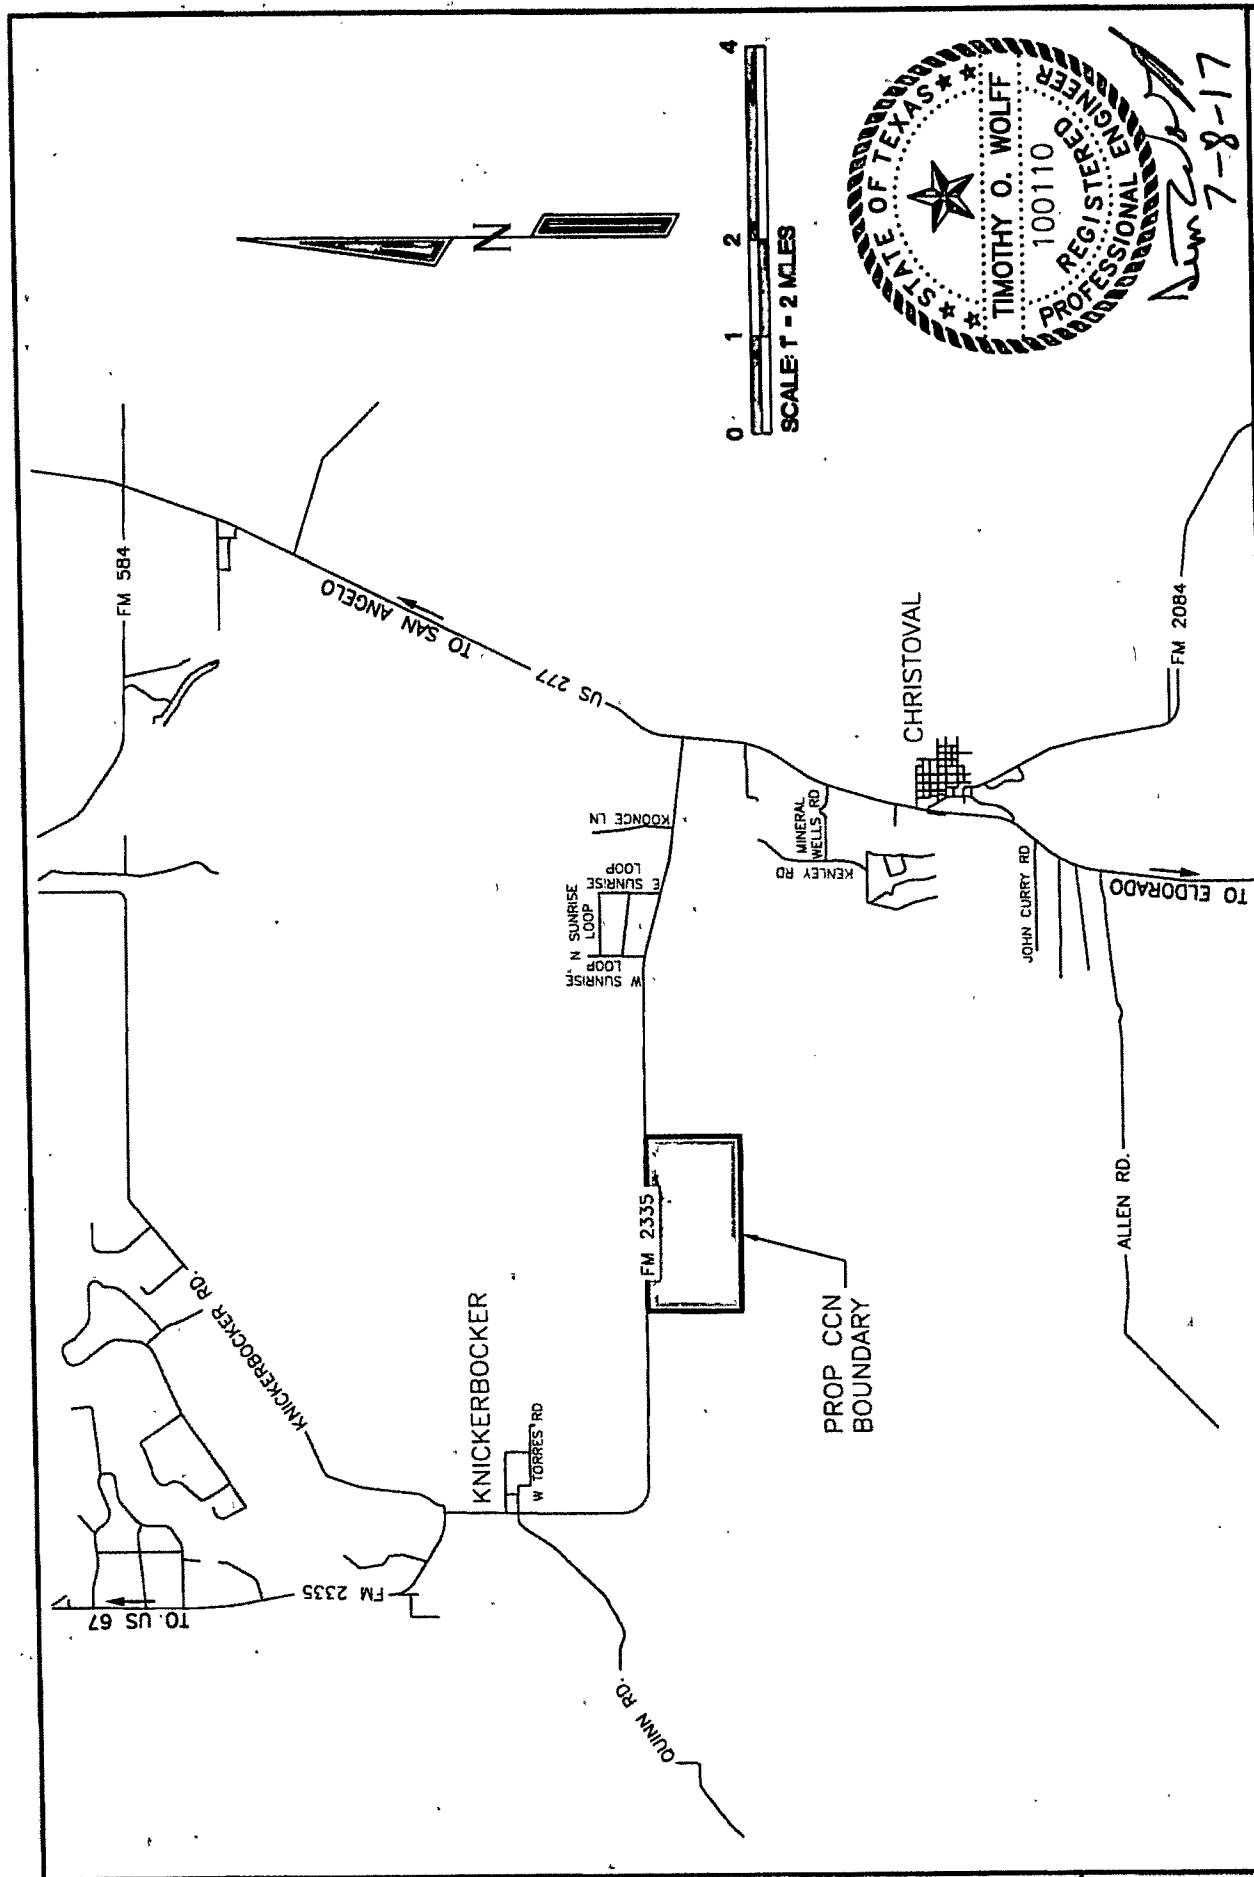 FM 584
TO SAN ANGELO
US 277
N
0 1 2 4
SCALE: 1" = 2 MILES
STATE OF TEXAS
TIMOTHY O. WOLFF
100110
REGISTERED
PROFESSIONAL ENGINEER
7-8-17
TO US 67
FM 2335
KNICKERBOCKER RD.
KNICKERBOCKER
W TORRES RD
QUINN RD.
FM 2335
PROP CCN
BOUNDARY
W SUNRISE
LOOP
N SUNRISE
LOOP
E SUNRISE
LOOP
KOONCE LN
MINERAL
WELLS RD
KENLEY RD
CHRISTOVAL
JOHN CURRY RD
FM 2084
ALLEN RD.
TO ELDORADO